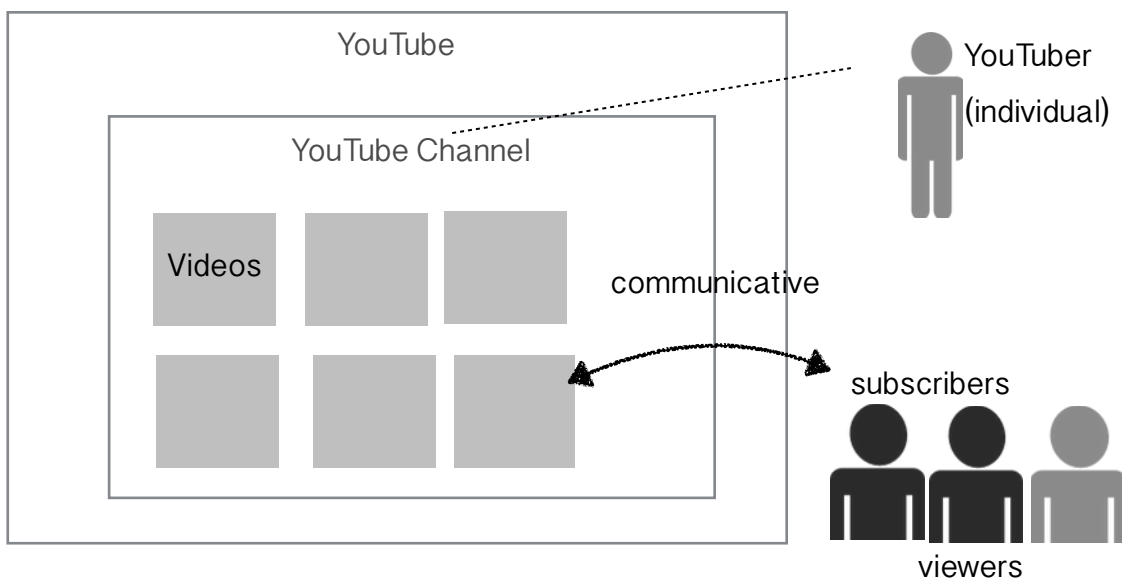 YouTube
YouTuber
(individual)
YouTube Channel
Videos
communicative
subscribers
viewers